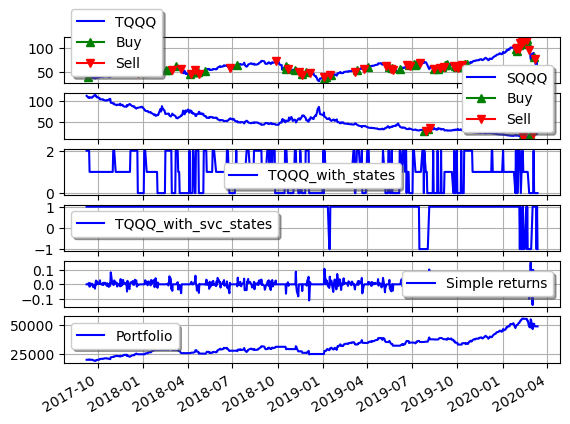 TQQQ
Buy
Sell
100
50
SQQQ
Buy
Sell
100
50
2
TQQQ_with_states
0
1
TQQQ_with_svc_states
−1
0.1
0.0
Simple returns
−0.1
50000
Portfolio
25000
2017-10
2018-01
2018-04
2018-07
2018-10
2019-01
2019-04
2019-07
2019-10
2020-01
2020-04